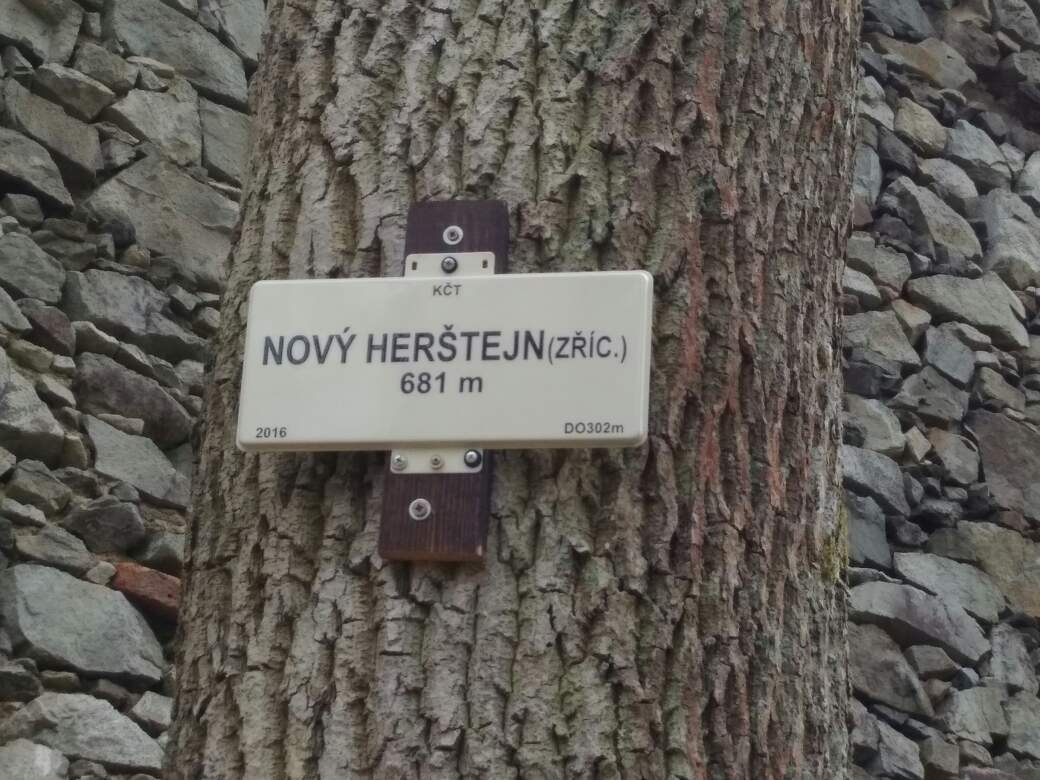 KČT
NOVÝ HERŠTEJN(ZŘÍC.)
681 m
2016 DO302m